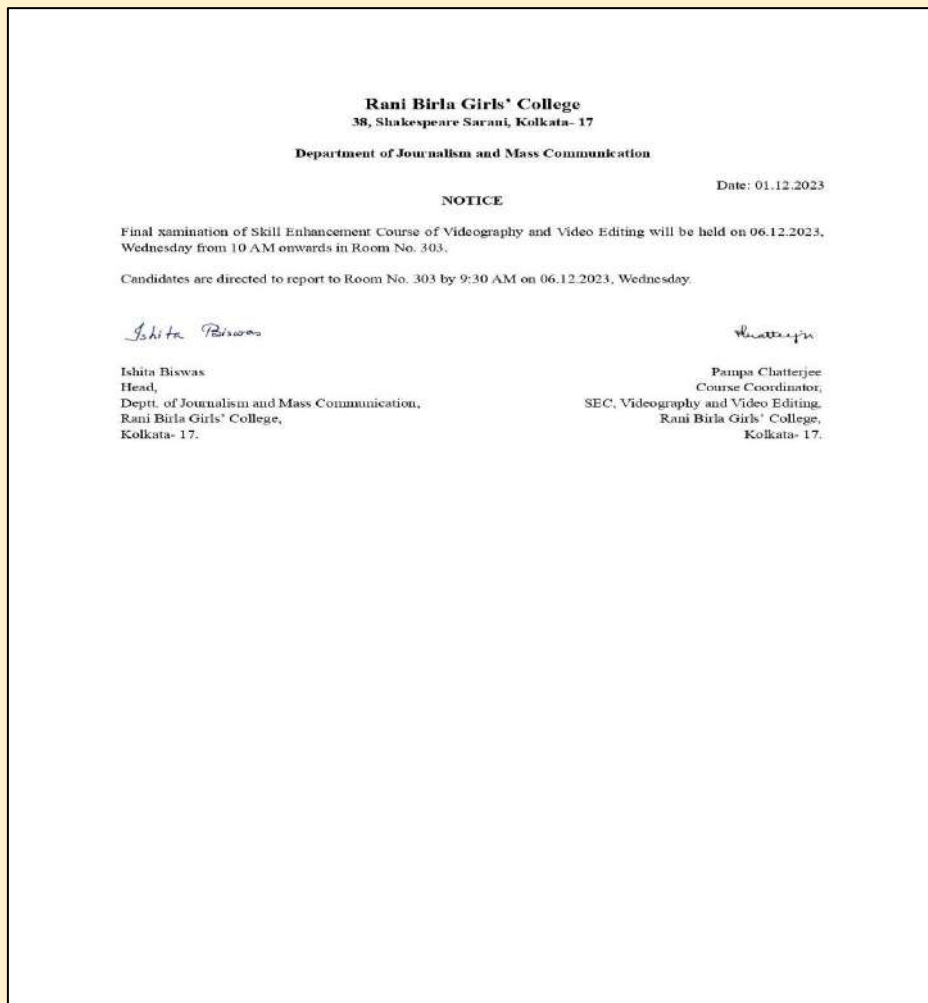 Rani Birla Girls' College
38, Shakespeare Sarani, Kolkata- 17
Department of Journalism and Mass Communication
Date: 01.12.2023
NOTICE
Final xamination of Skill Enhancement Course of Videography and Video Editing will be held on 06.12.2023,
Wednesday from 10 AM onwards in Room No. 303.
Candidates are directed to report to Room No. 303 by 9:30 AM on 06.12.2023, Wednesday.
Ishita Biswas
Ishita Biswas
Head,
Deptt. of Journalism and Mass Communication,
Rani Birla Girls' College,
Kolkata- 17.
Pampa Chatterjee
Course Coordinator,
SEC, Videography and Video Editing,
Rani Birla Girls' College,
Kolkata- 17.